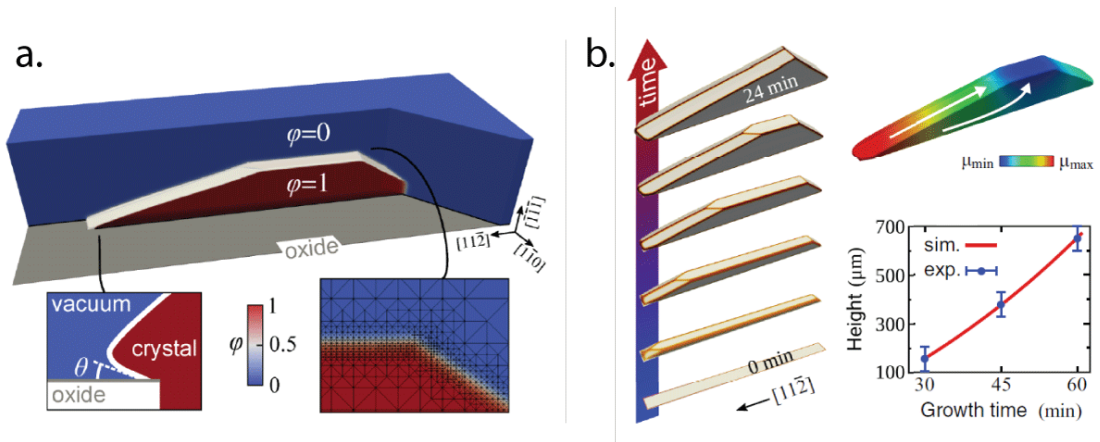 a.
φ=0
φ=1
oxide
[11̅1̅]
[112̅]
[1̅10]
vacuum
crystal
θ
oxide
φ
1
0.5
0
b.
time
24 min
0 min
[112̅]
μmin
μmax
Height (μm)
700
500
300
100
sim.
exp.
30
45
60
Growth time (min)